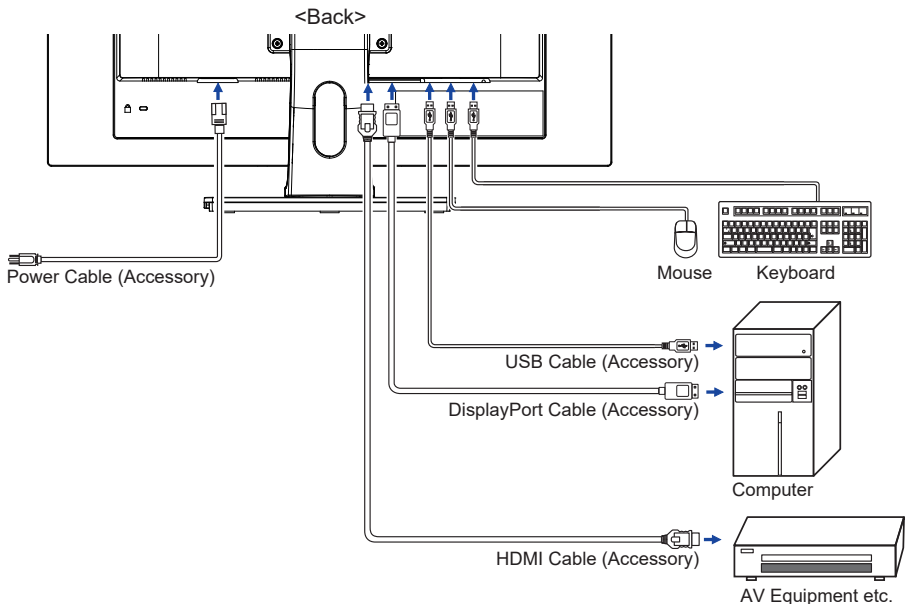 <Back>
Power Cable (Accessory)
Mouse
Keyboard
USB Cable (Accessory)
DisplayPort Cable (Accessory)
Computer
HDMI Cable (Accessory)
AV Equipment etc.